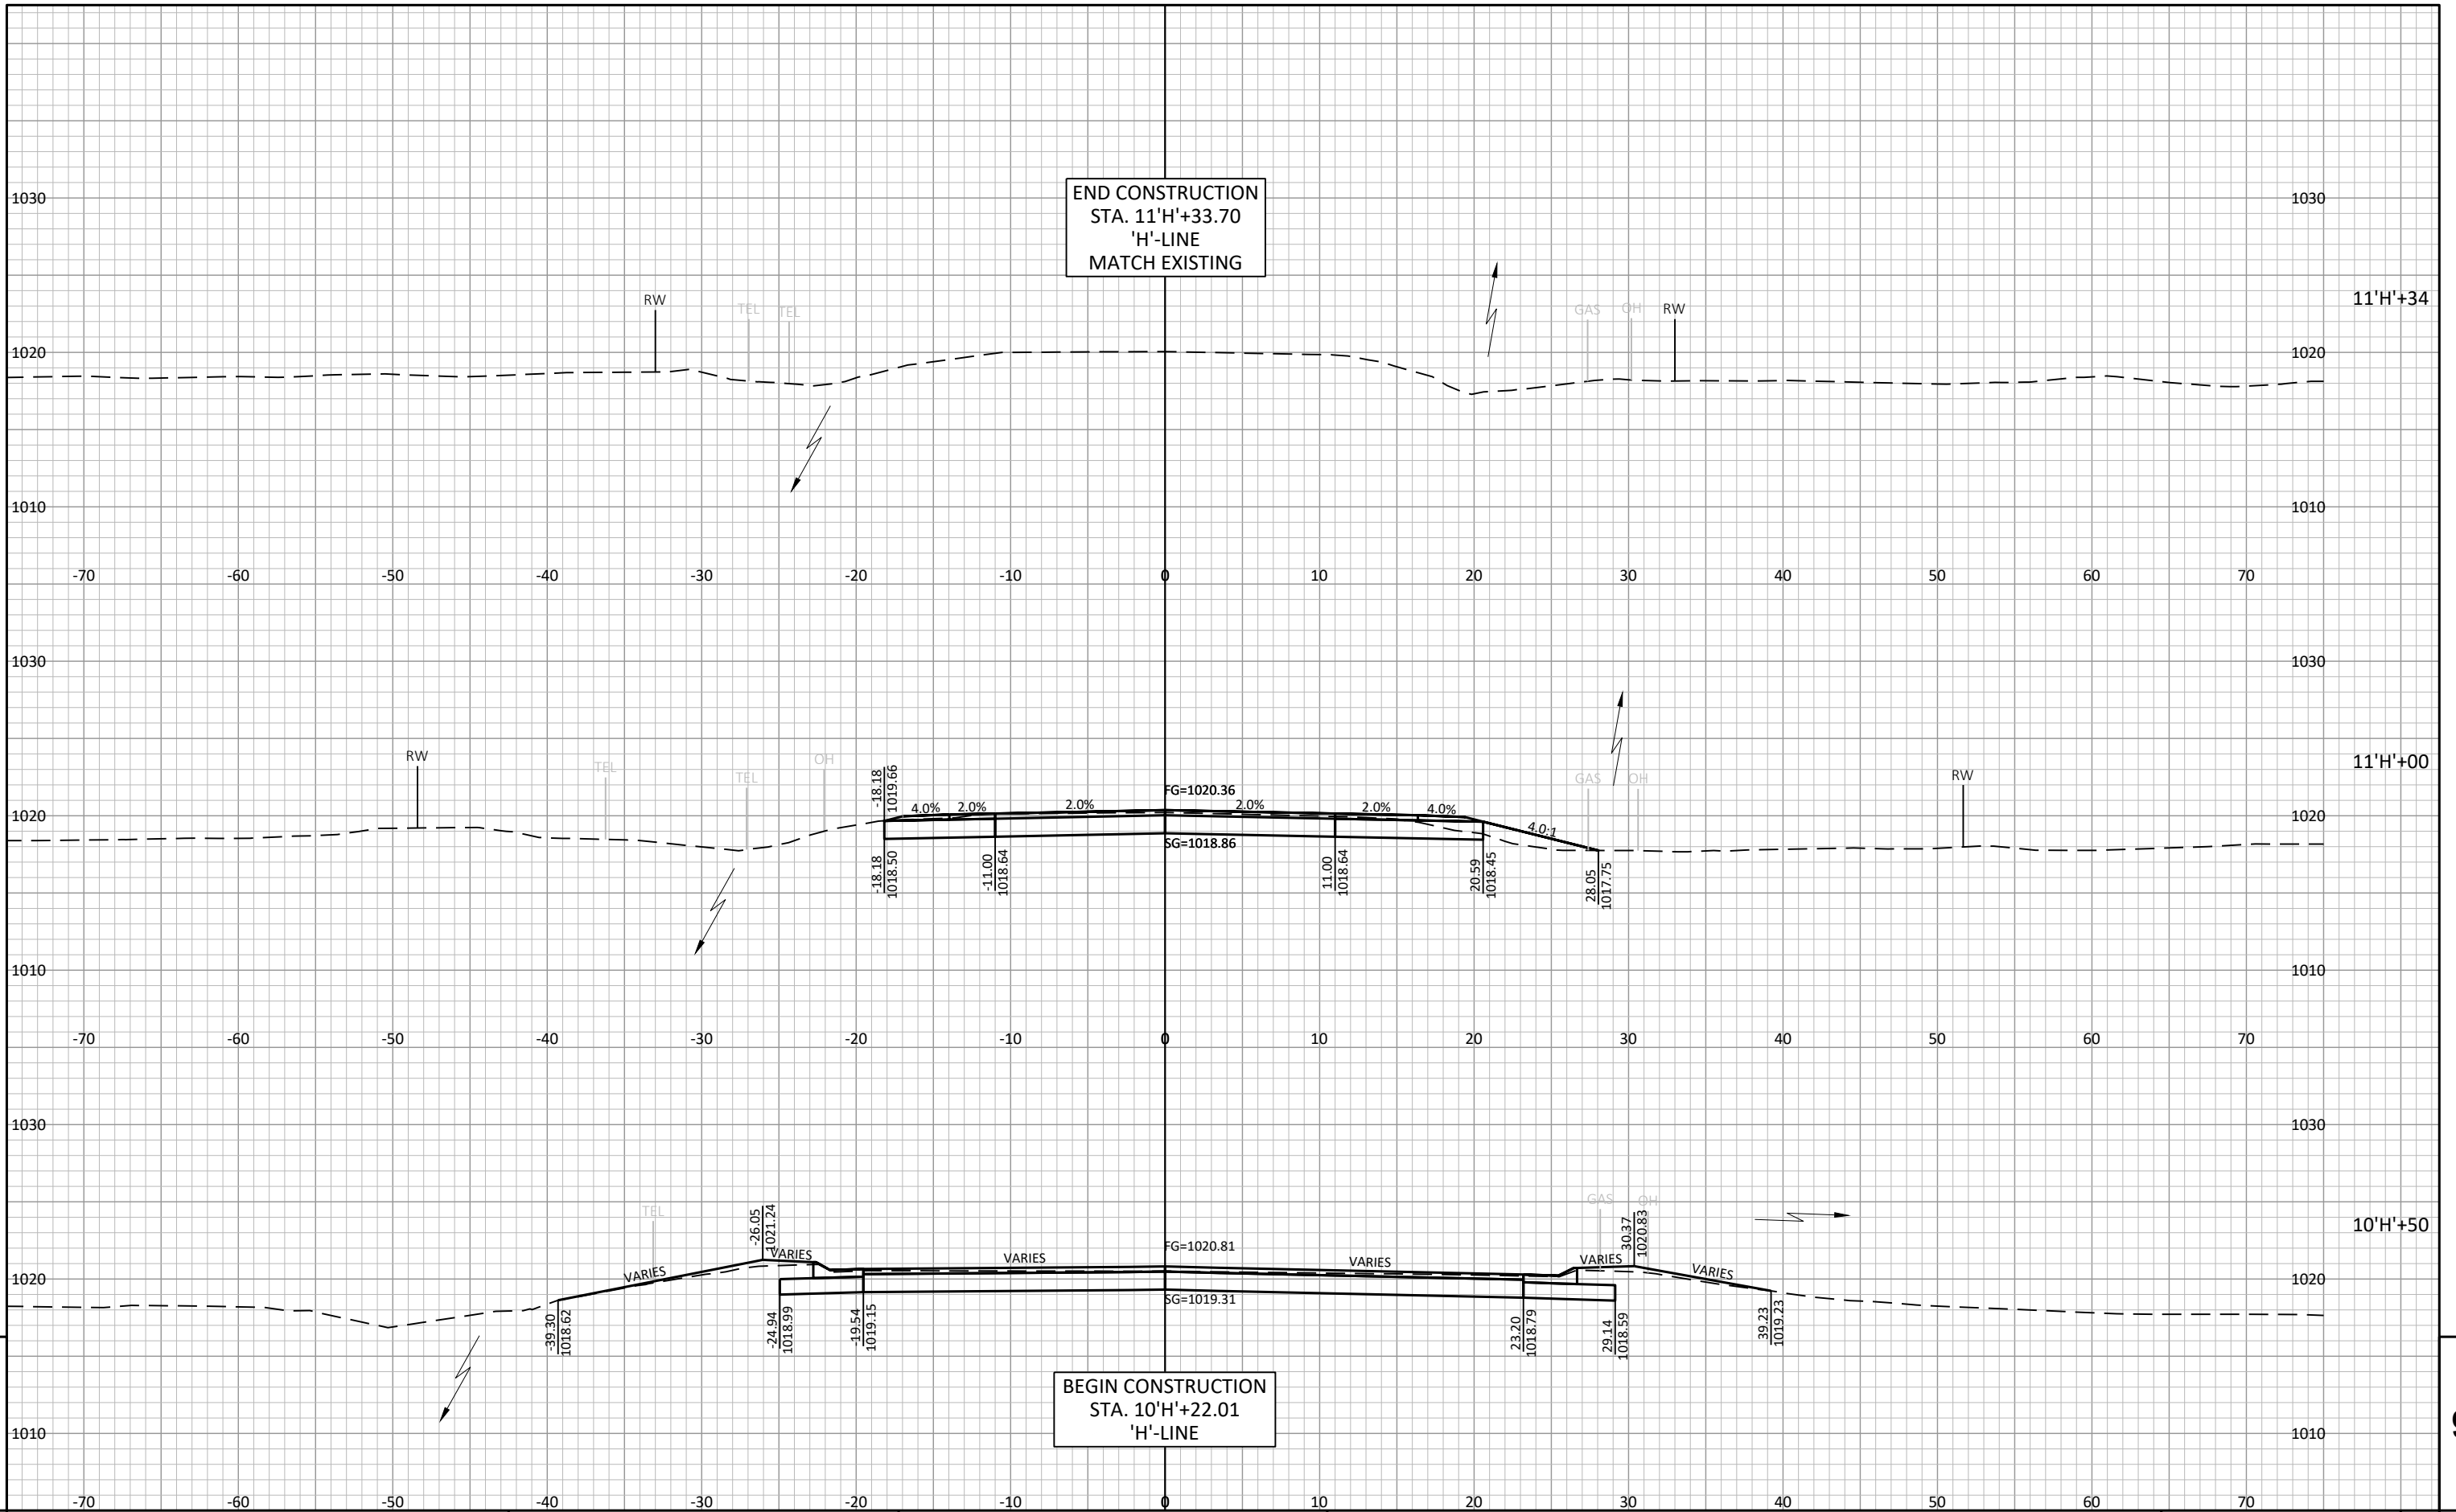 1030
END CONSTRUCTION
STA. 11'H'+33.70
'H'-LINE
MATCH EXISTING
1030
RW
TEL
TEL
GAS
OH
RW
11'H'+34
1020
1020
1010
1010
-70 -60 -50 -40 -30 -20 -10 0 10 20 30 40 50 60 70
1030
1030
RW
TEL
TEL
OH
-18.18
1019.66
FG=1020.36
GAS
OH
RW
11'H'+00
4.0% 2.0% 2.0% 2.0% 2.0% 4.0%
4.0:1
1020
1020
SG=1018.86
-18.18
1018.50
-11.00
1018.64
11.00
1018.64
20.59
1018.45
28.05
1017.75
1010
1010
-70 -60 -50 -40 -30 -20 -10 0 10 20 30 40 50 60 70
1030
1030
TEL
-26.05
1021.24
GAS
OH
30.37
1020.83
10'H'+50
FG=1020.81
VARIES
VARIES
VARIES
VARIES
VARIES
VARIES
1020
1020
SG=1019.31
-39.30
1018.62
-24.94
1018.99
-19.54
1019.15
23.20
1018.79
29.14
1018.59
39.23
1019.23
BEGIN CONSTRUCTION
STA. 10'H'+22.01
'H'-LINE
1010
1010
-70 -60 -50 -40 -30 -20 -10 0 10 20 30 40 50 60 70